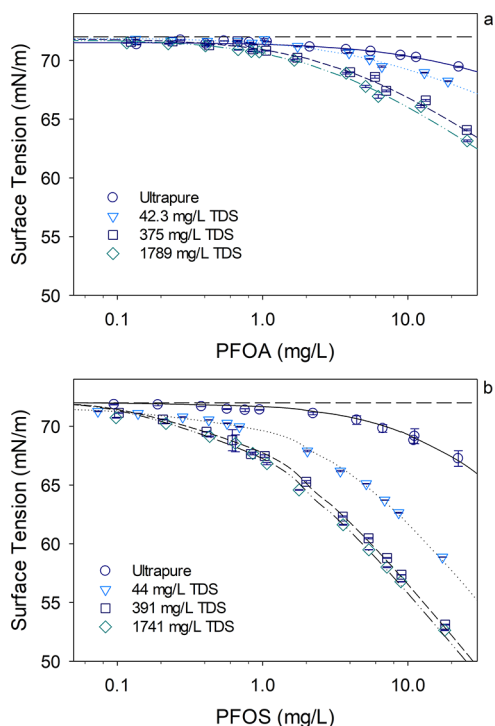 a
70
65
60
55
50
Surface Tension (mN/m)
Ultrapure
42.3 mg/L TDS
375 mg/L TDS
1789 mg/L TDS
0.1
1.0
10.0
PFOA (mg/L)
b
70
65
60
55
50
Surface Tension (mN/m)
Ultrapure
44 mg/L TDS
391 mg/L TDS
1741 mg/L TDS
0.1
1.0
10.0
PFOS (mg/L)